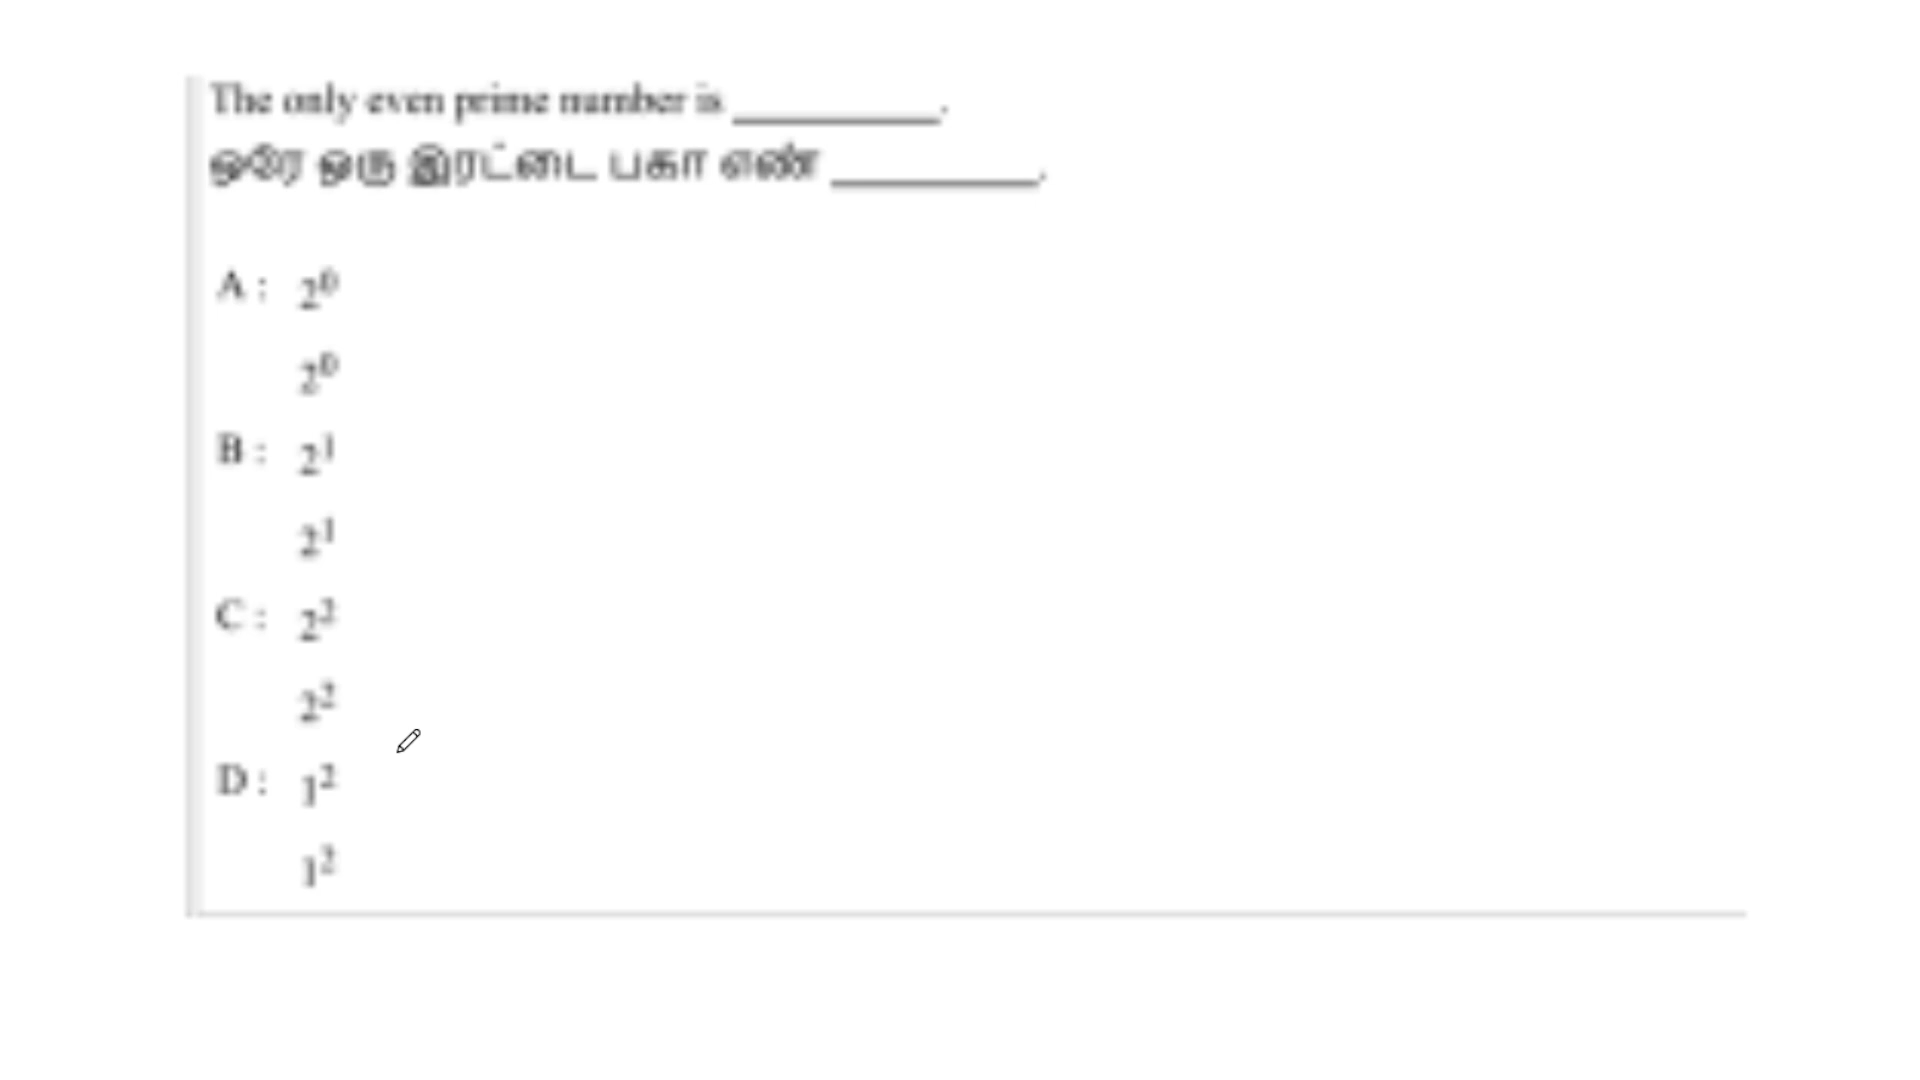 The only even prime number is __________.
ஒரே ஒரு இரட்டை பகா எண் __________.
A : 2⁰
2⁰
B : 2¹
2¹
C : 2²
2²
D : 1²
1²